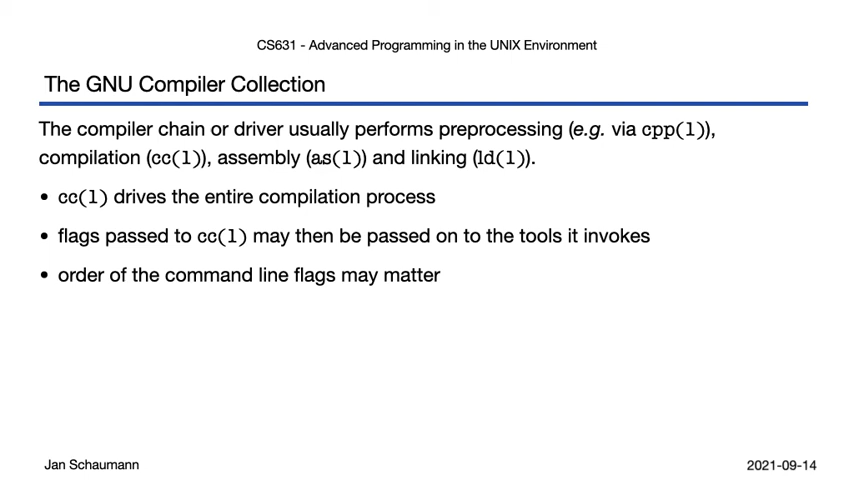 CS631 - Advanced Programming in the UNIX Environment
The GNU Compiler Collection
The compiler chain or driver usually performs preprocessing (e.g. via cpp(1)),
compilation (cc(1)), assembly (as(1)) and linking (ld(1)).
• cc(1) drives the entire compilation process
• flags passed to cc(1) may then be passed on to the tools it invokes
• order of the command line flags may matter
Jan Schaumann
2021-09-14